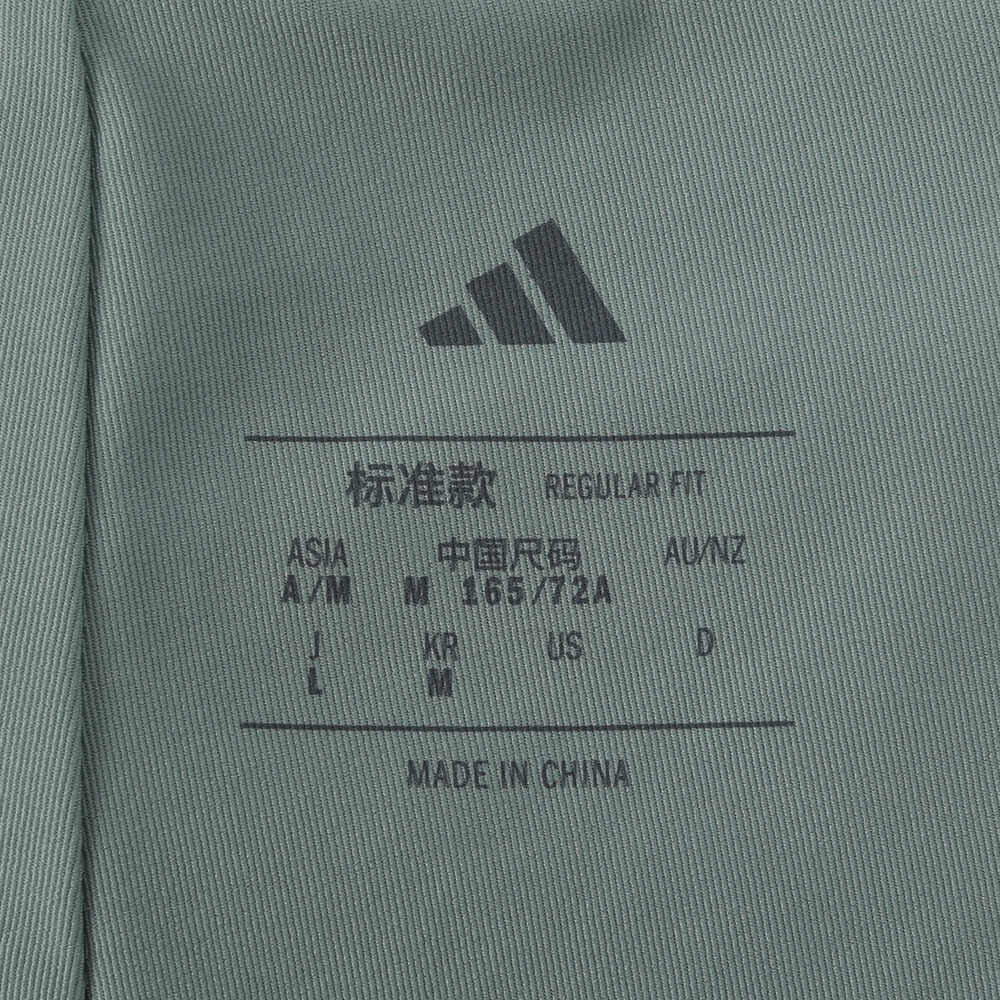 标准款 REGULAR FIT
ASIA 中国尺码 AU/NZ
A/M M 165/72A
J KR US D
L M
MADE IN CHINA